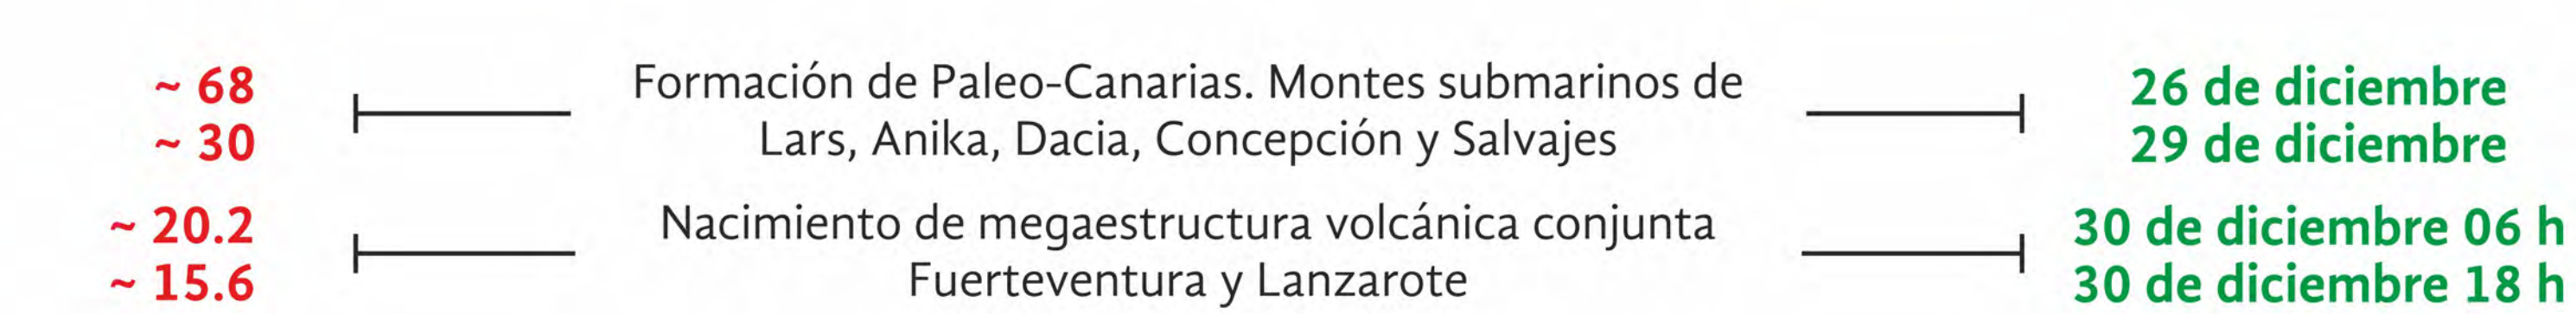 ~ 68
~ 30
Formación de Paleo-Canarias. Montes submarinos de
Lars, Anika, Dacia, Concepción y Salvajes
26 de diciembre
29 de diciembre
~ 20.2
~ 15.6
Nacimiento de megaestructura volcánica conjunta
Fuerteventura y Lanzarote
30 de diciembre 06 h
30 de diciembre 18 h